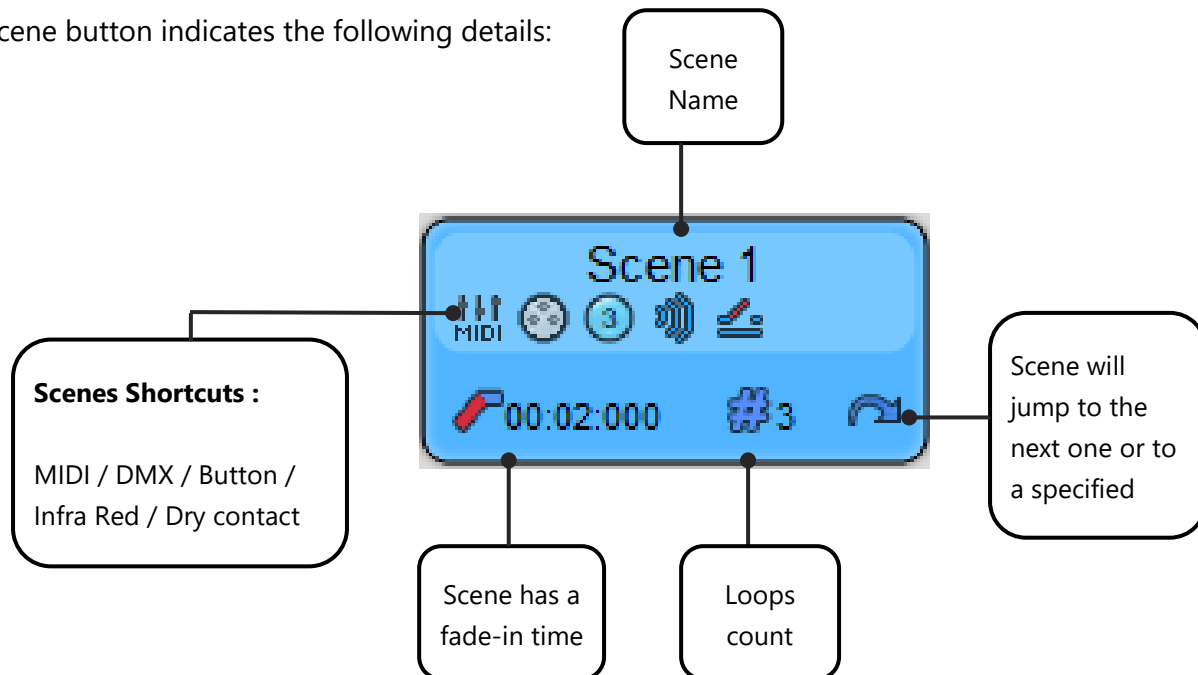 cene button indicates the following details:
Scene
Name
Scene 1
MIDI
3
00:02:000
#3
Scenes Shortcuts :
MIDI / DMX / Button /
Infra Red / Dry contact
Scene will
jump to the
next one or to
a specified
Scene has a
fade-in time
Loops
count